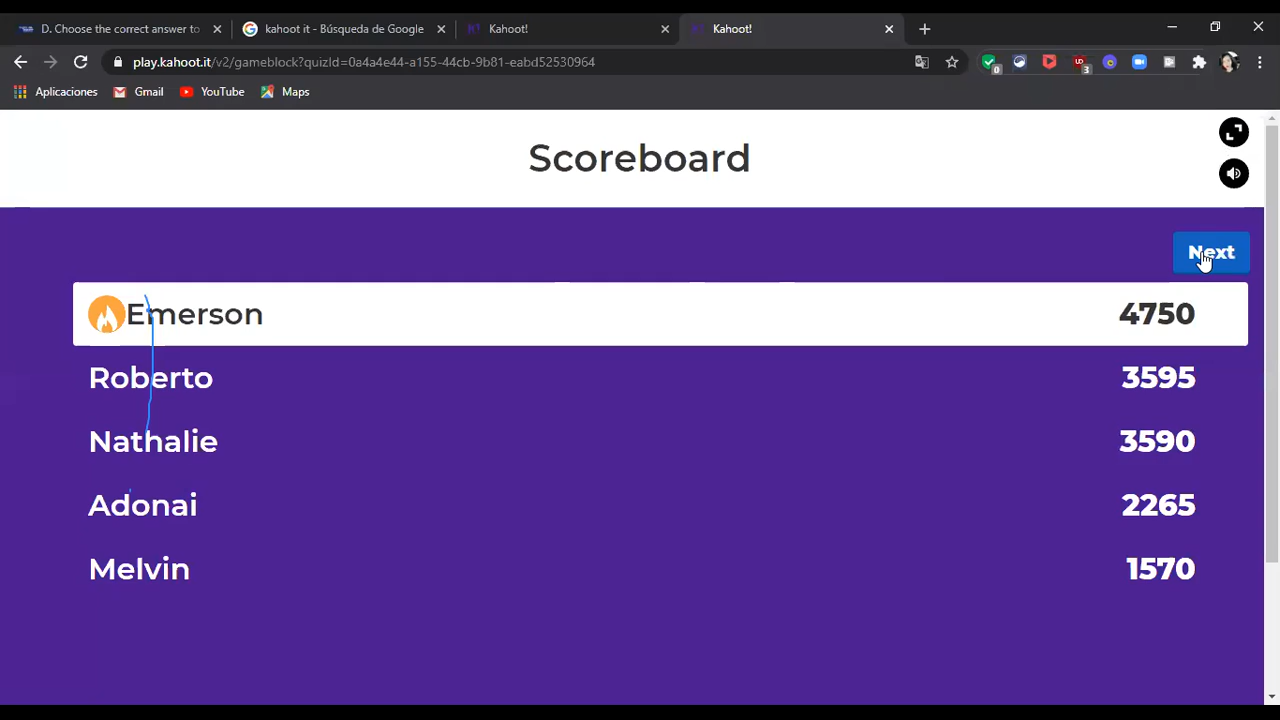 D. Choose the correct answer to
kahoot it - Búsqueda de Google
Kahoot!
Kahoot!
play.kahoot.it/v2/gameblock?quizId=0a4a4e44-a155-44cb-9b81-eabd52530964
0
3
Aplicaciones
Gmail
YouTube
Maps
Scoreboard
Next
Emerson 4750
Roberto 3595
Nathalie 3590
Adonai 2265
Melvin 1570